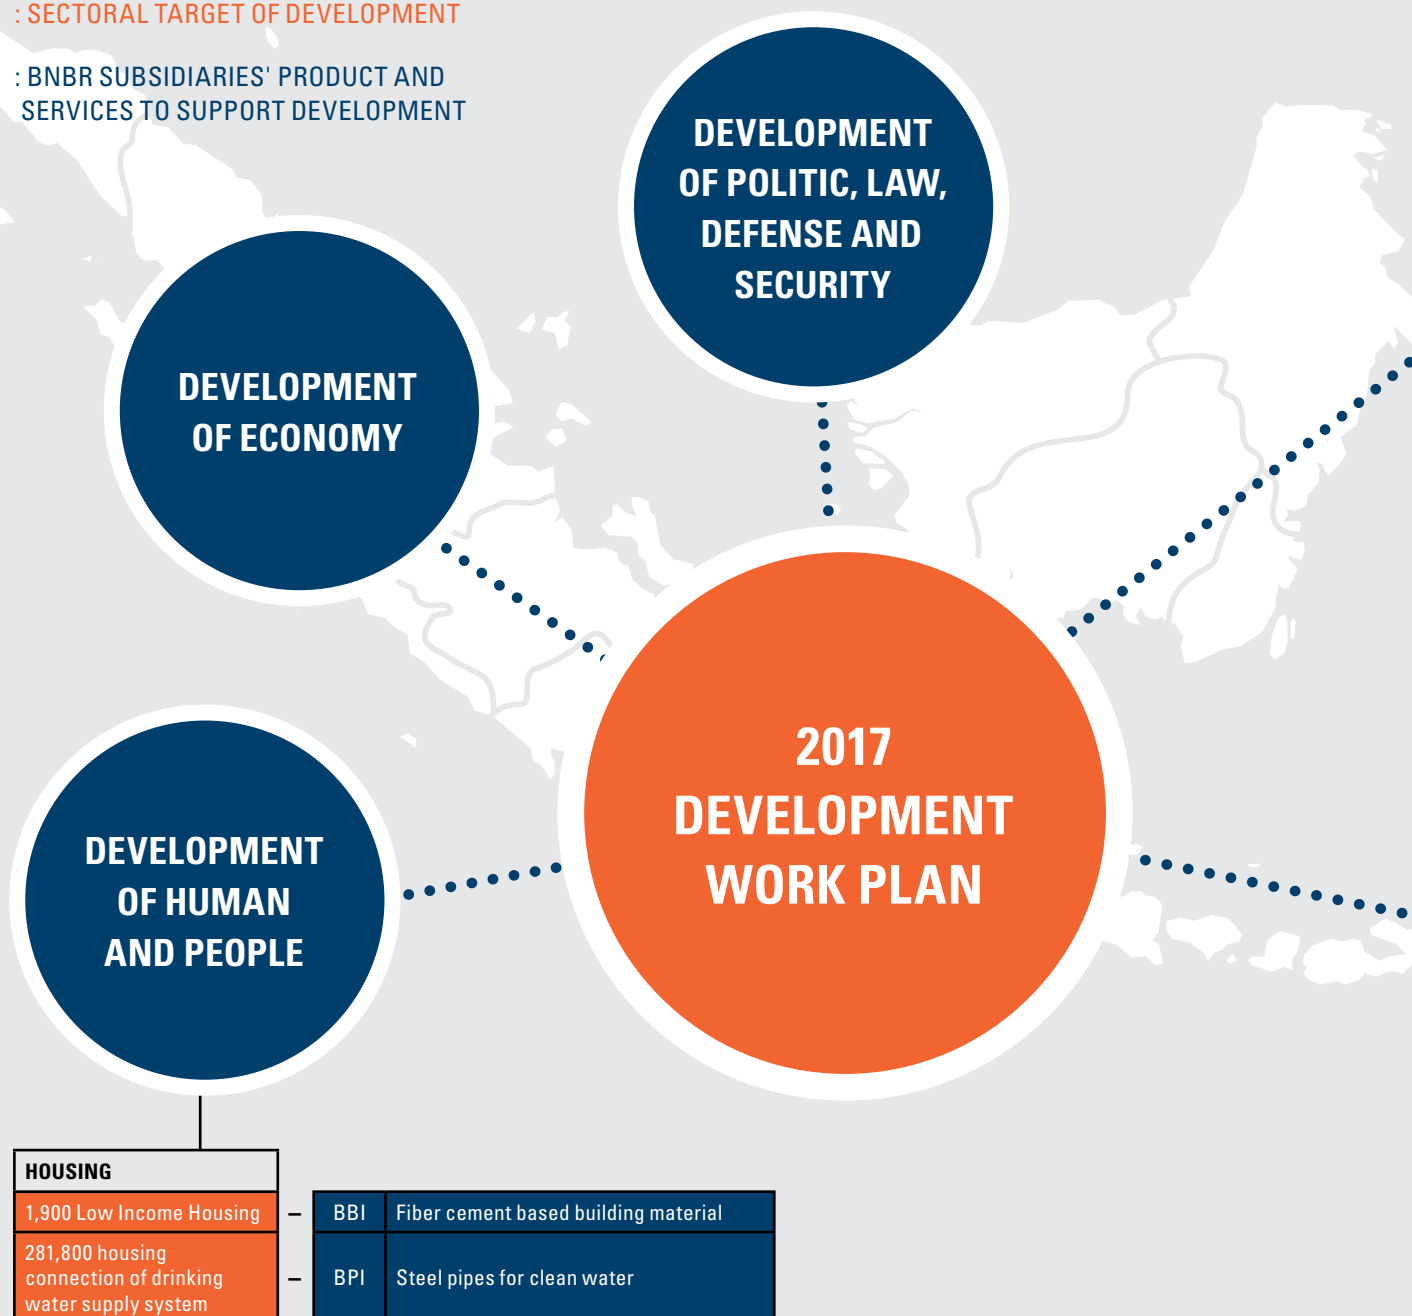 : SECTORAL TARGET OF DEVELOPMENT
: BNBR SUBSIDIARIES' PRODUCT AND
SERVICES TO SUPPORT DEVELOPMENT
DEVELOPMENT
OF POLITIC, LAW,
DEFENSE AND
SECURITY
DEVELOPMENT
OF ECONOMY
2017
DEVELOPMENT
WORK PLAN
DEVELOPMENT
OF HUMAN
AND PEOPLE
HOUSING
1,900 Low Income Housing – BBI Fiber cement based building material
281,800 housing
connection of drinking – BPI Steel pipes for clean water
water supply system